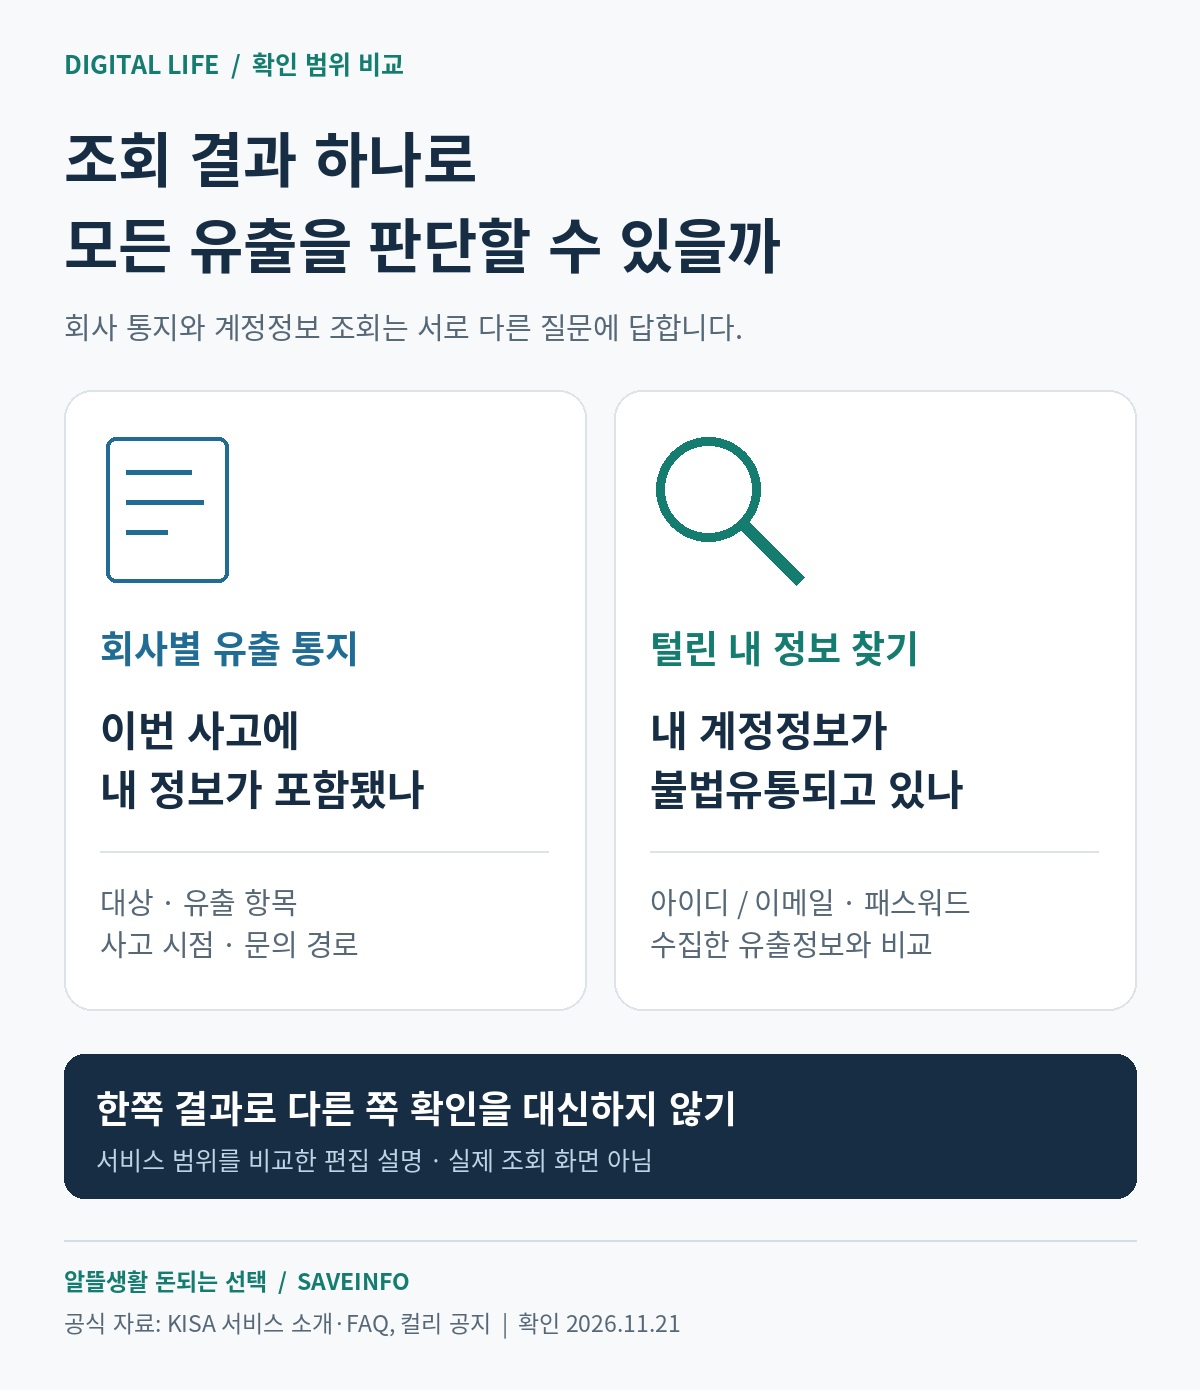 DIGITAL LIFE / 확인 범위 비교
조회 결과 하나로
모든 유출을 판단할 수 있을까
회사 통지와 계정정보 조회는 서로 다른 질문에 답합니다.
회사별 유출 통지
이번 사고에
내 정보가 포함됐나
대상 · 유출 항목
사고 시점 · 문의 경로
털린 내 정보 찾기
내 계정정보가
불법유통되고 있나
아이디 / 이메일 · 패스워드
수집한 유출정보와 비교
한쪽 결과로 다른 쪽 확인을 대신하지 않기
서비스 범위를 비교한 편집 설명 · 실제 조회 화면 아님
알뜰생활 돈되는 선택 / SAVEINFO
공식 자료: KISA 서비스 소개·FAQ, 컬리 공지 | 확인 2026.11.21